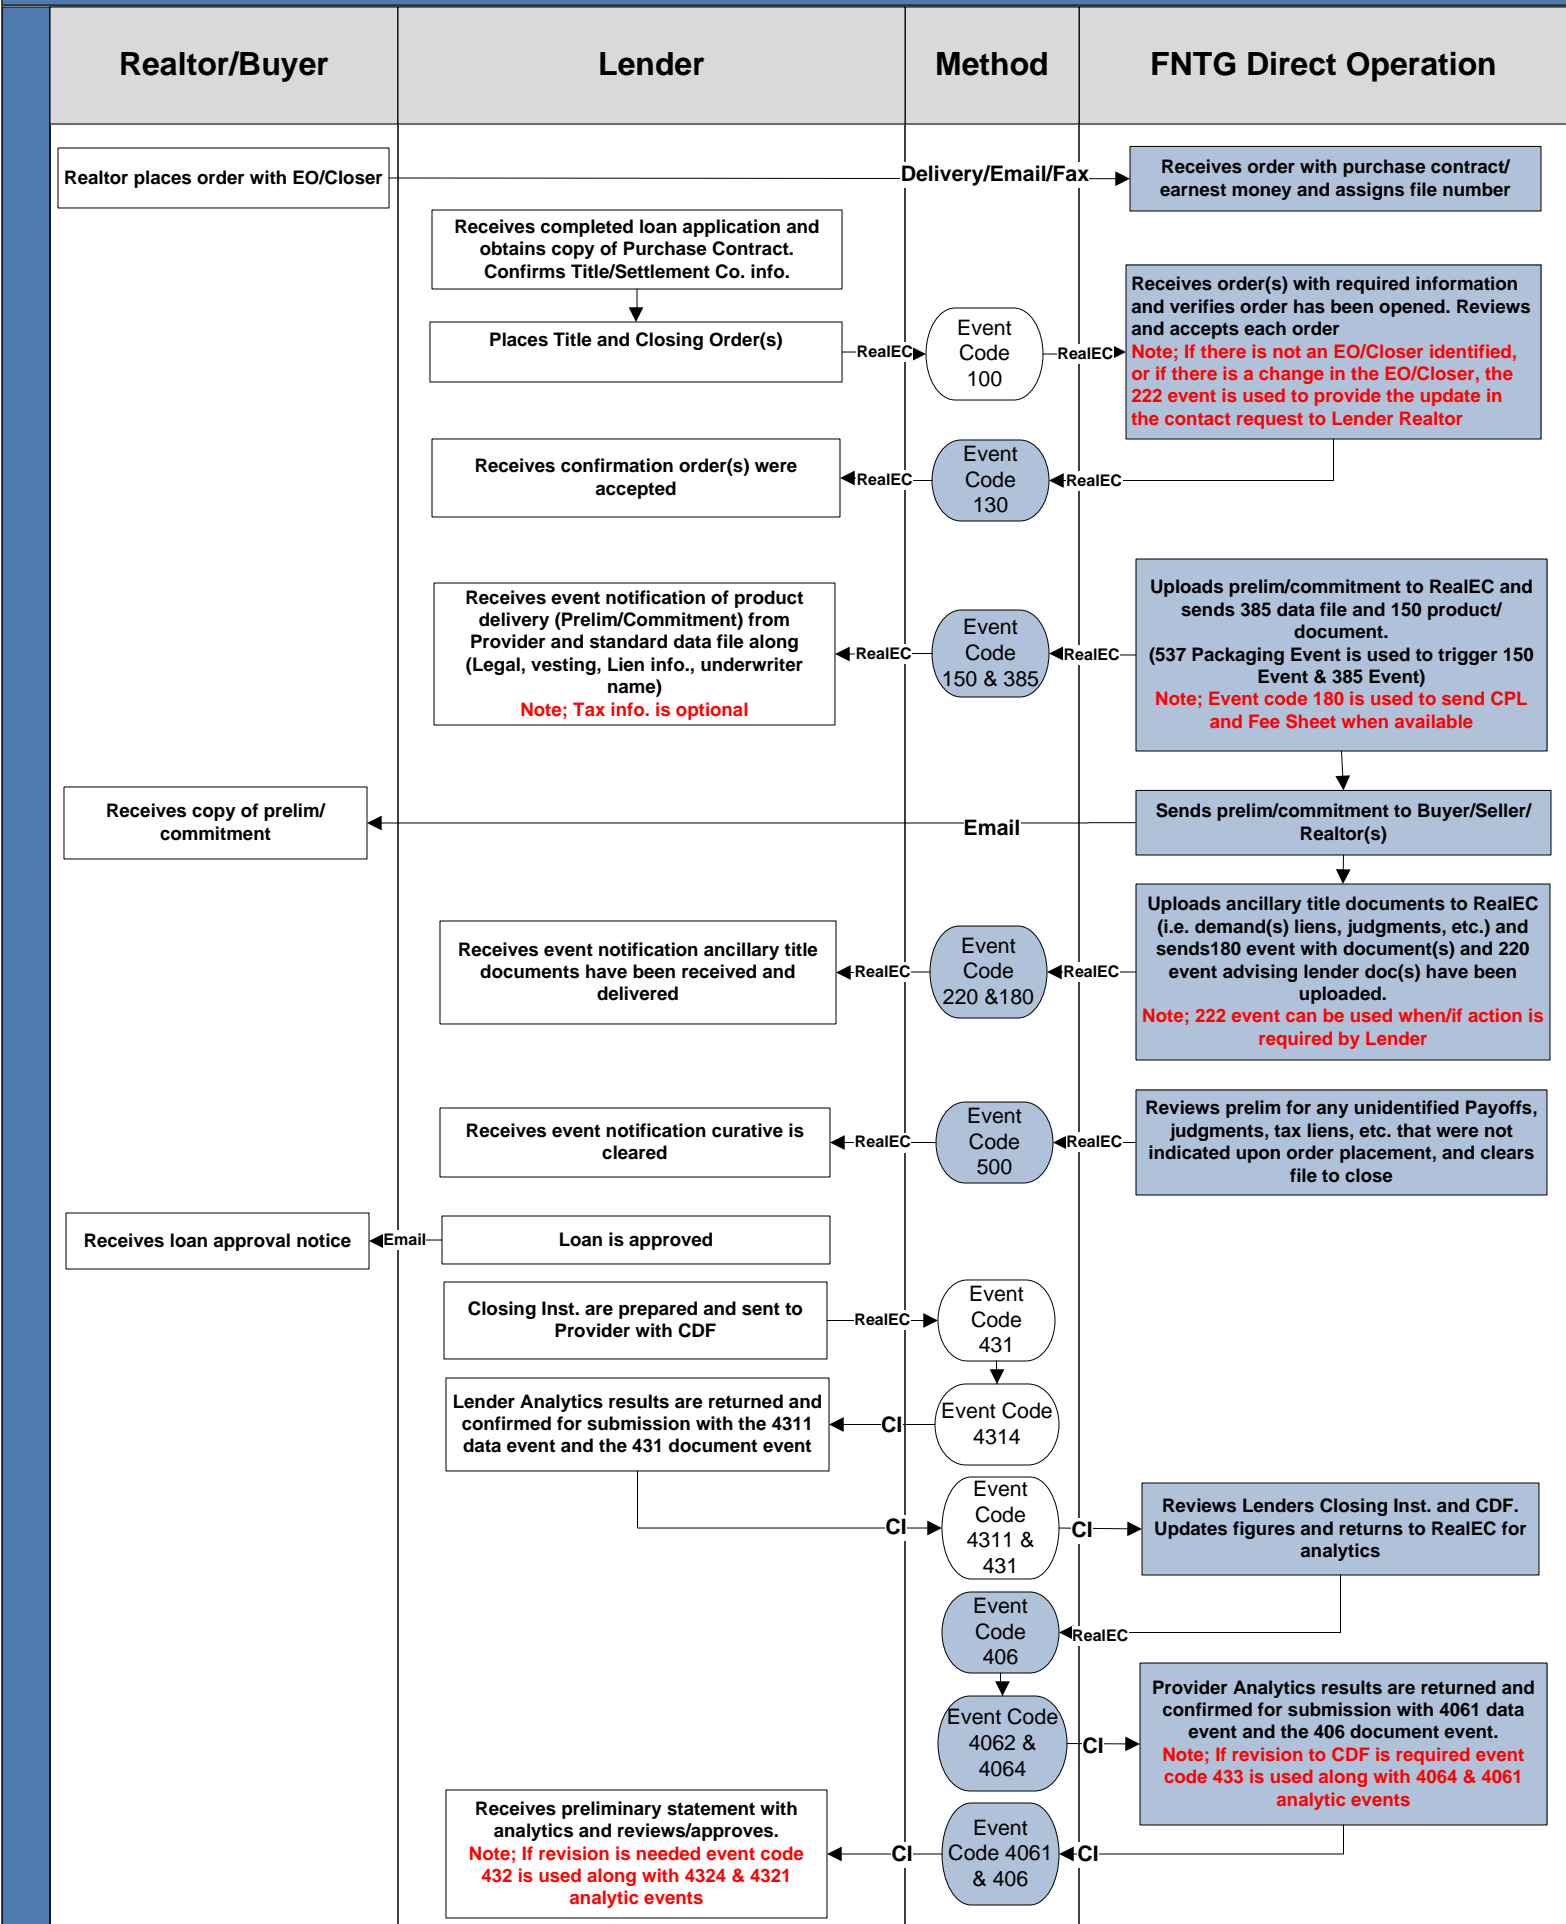 Realtor/Buyer
Lender
Method
FNTG Direct Operation
Realtor places order with EO/Closer
Delivery/Email/Fax
Receives order with purchase contract/
earnest money and assigns file number
Receives completed loan application and
obtains copy of Purchase Contract.
Confirms Title/Settlement Co. info.
Places Title and Closing Order(s)
RealEC
Event
Code
100
RealEC
Receives order(s) with required information
and verifies order has been opened. Reviews
and accepts each order
Note; If there is not an EO/Closer identified,
or if there is a change in the EO/Closer, the
222 event is used to provide the update in
the contact request to Lender Realtor
Receives confirmation order(s) were
accepted
RealEC
Event
Code
130
RealEC
Receives event notification of product
delivery (Prelim/Commitment) from
Provider and standard data file along
(Legal, vesting, Lien info., underwriter
name)
Note; Tax info. is optional
RealEC
Event
Code
150 & 385
RealEC
Uploads prelim/commitment to RealEC and
sends 385 data file and 150 product/
document.
(537 Packaging Event is used to trigger 150
Event & 385 Event)
Note; Event code 180 is used to send CPL
and Fee Sheet when available
Receives copy of prelim/
commitment
Email
Sends prelim/commitment to Buyer/Seller/
Realtor(s)
Receives event notification ancillary title
documents have been received and
delivered
RealEC
Event
Code
220 &180
RealEC
Uploads ancillary title documents to RealEC
(i.e. demand(s) liens, judgments, etc.) and
sends180 event with document(s) and 220
event advising lender doc(s) have been
uploaded.
Note; 222 event can be used when/if action is
required by Lender
Receives event notification curative is
cleared
RealEC
Event
Code
500
RealEC
Reviews prelim for any unidentified Payoffs,
judgments, tax liens, etc. that were not
indicated upon order placement, and clears
file to close
Receives loan approval notice
Email
Loan is approved
Closing Inst. are prepared and sent to
Provider with CDF
RealEC
Event
Code
431
Lender Analytics results are returned and
confirmed for submission with the 4311
data event and the 431 document event
CI
Event Code
4314
CI
Event
Code
4311 &
431
CI
Reviews Lenders Closing Inst. and CDF.
Updates figures and returns to RealEC for
analytics
Event
Code
406
RealEC
Event Code
4062 &
4064
CI
Provider Analytics results are returned and
confirmed for submission with 4061 data
event and the 406 document event.
Note; If revision to CDF is required event
code 433 is used along with 4064 & 4061
analytic events
Receives preliminary statement with
analytics and reviews/approves.
Note; If revision is needed event code
432 is used along with 4324 & 4321
analytic events
CI
Event
Code 4061
& 406
CI